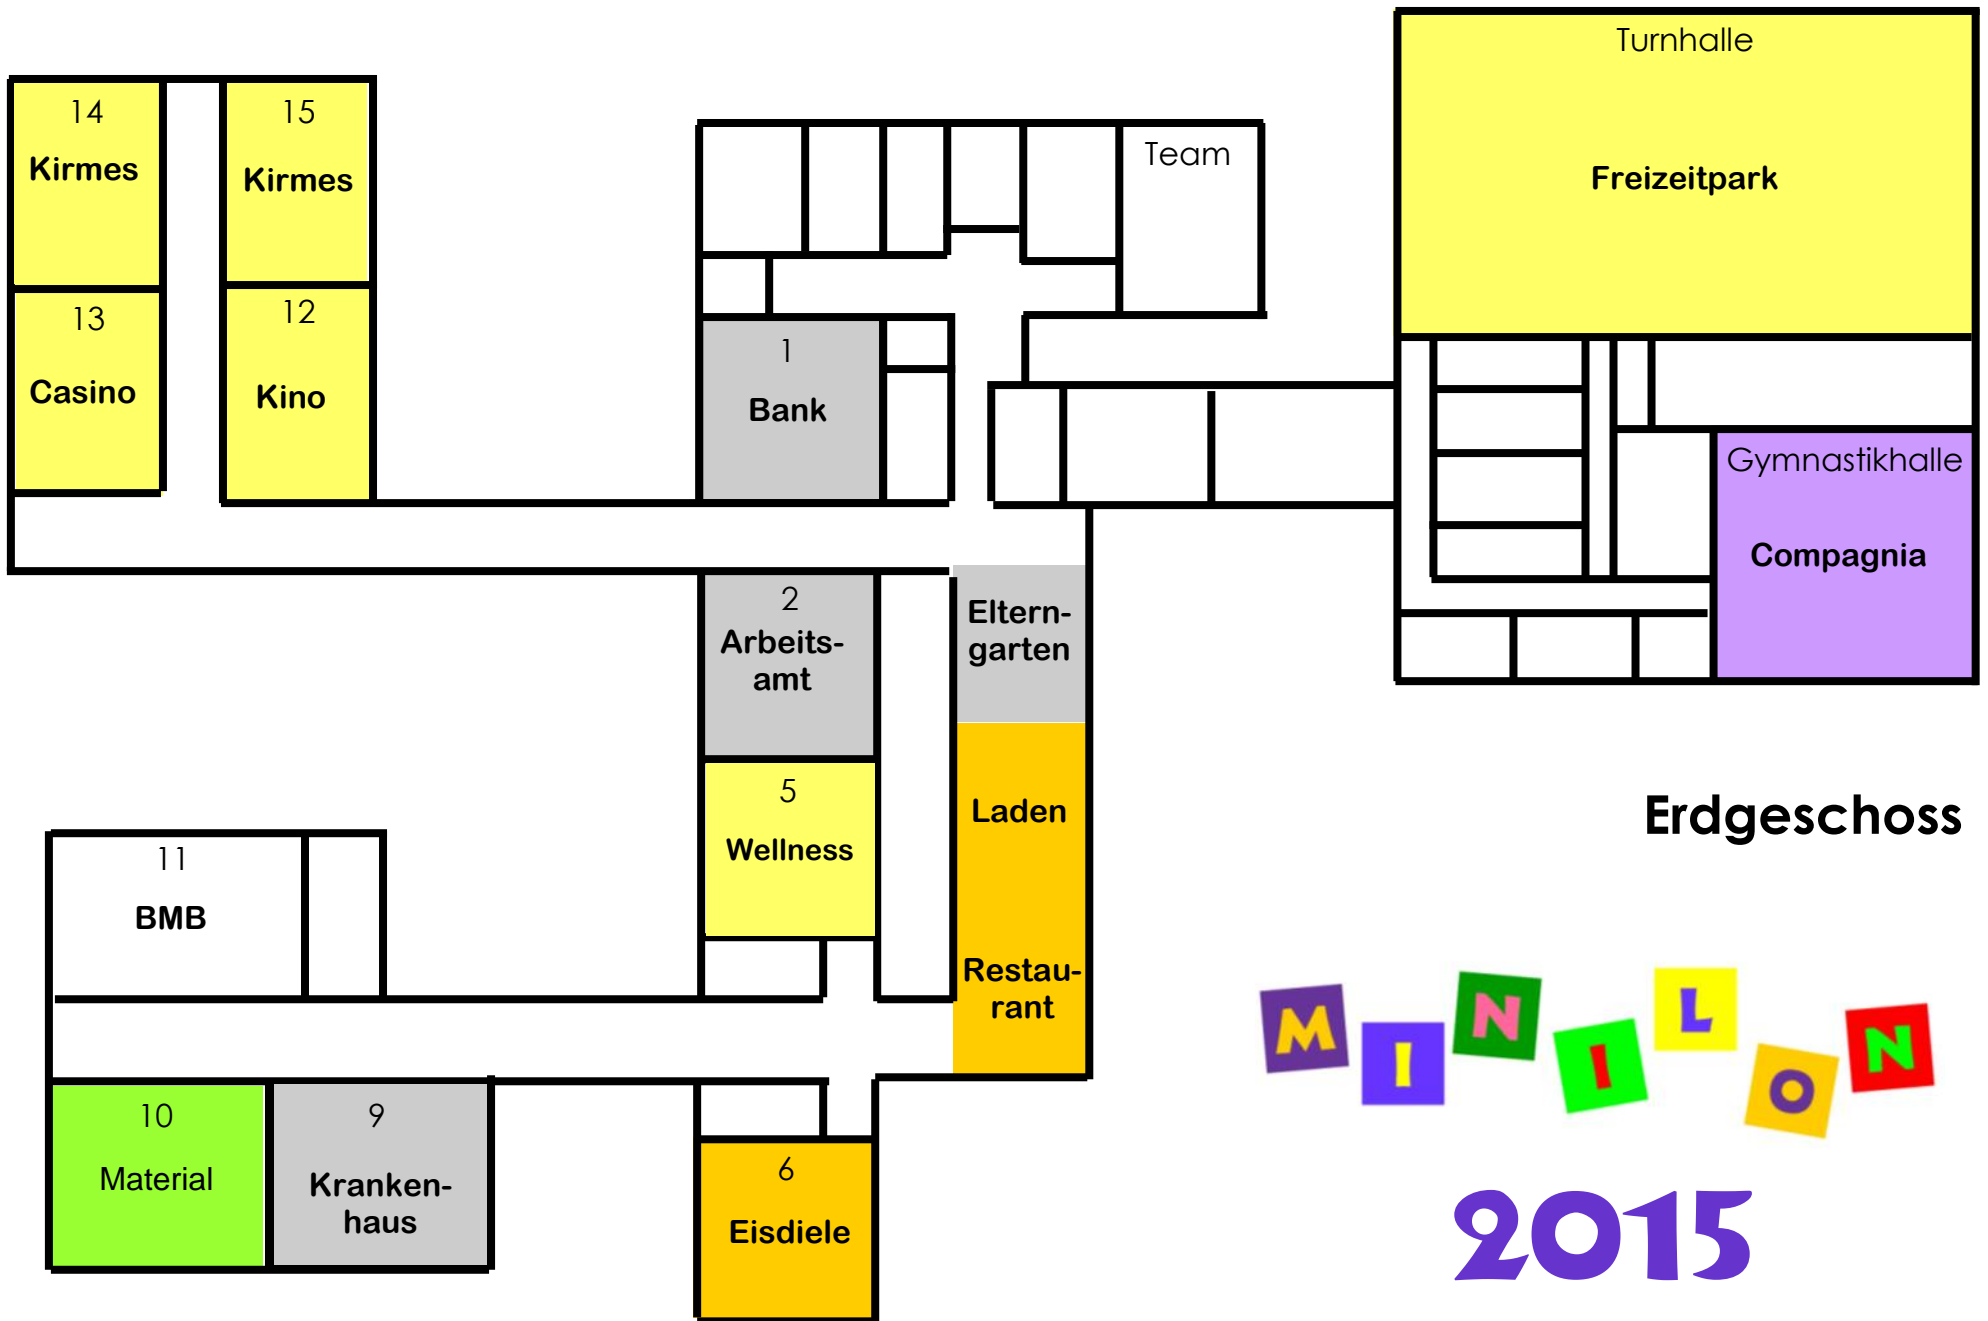 Turnhalle
Freizeitpark
14
Kirmes
15
Kirmes
Team
13
Casino
12
Kino
1
Bank
Gymnastikhalle
Compagnia
2
Arbeits-
amt
Eltern-
garten
5
Wellness
Laden
Erdgeschoss
11
BMB
Restau-
rant
MINILON
10
Material
9
Kranken-
haus
6
Eisdiele
2015